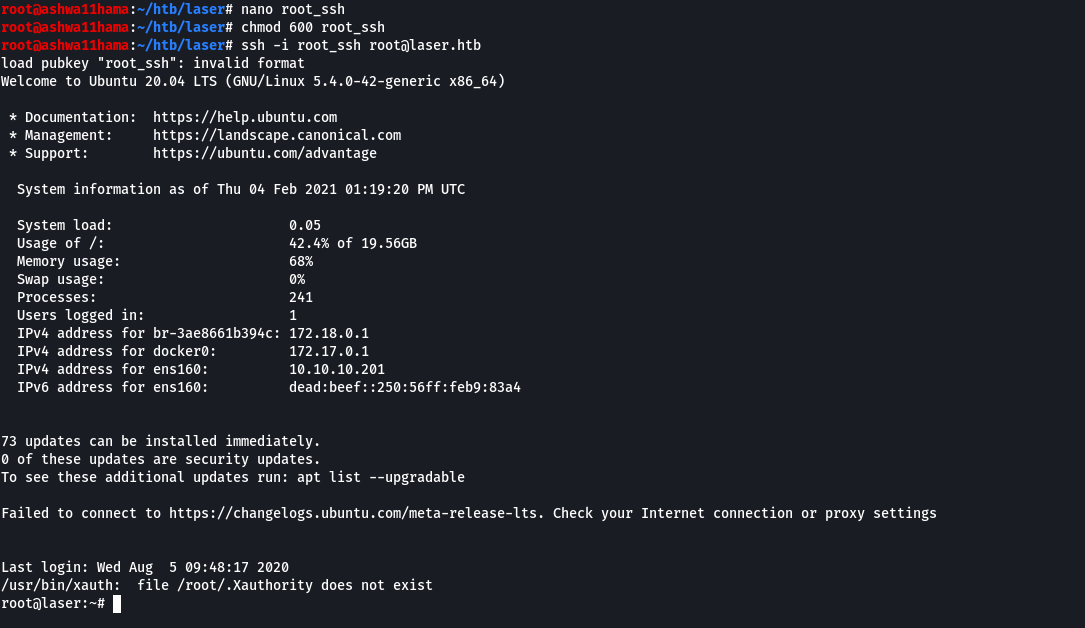 root@ashwa11hama:~/htb/laser# nano root_ssh
root@ashwa11hama:~/htb/laser# chmod 600 root_ssh
root@ashwa11hama:~/htb/laser# ssh -i root_ssh root@laser.htb
load pubkey "root_ssh": invalid format
Welcome to Ubuntu 20.04 LTS (GNU/Linux 5.4.0-42-generic x86_64)
* Documentation:  https://help.ubuntu.com
* Management:     https://landscape.canonical.com
* Support:        https://ubuntu.com/advantage
System information as of Thu 04 Feb 2021 01:19:20 PM UTC
System load:                      0.05
Usage of /:                       42.4% of 19.56GB
Memory usage:                     68%
Swap usage:                       0%
Processes:                        241
Users logged in:                  1
IPv4 address for br-3ae8661b394c: 172.18.0.1
IPv4 address for docker0:         172.17.0.1
IPv4 address for ens160:          10.10.10.201
IPv6 address for ens160:          dead:beef::250:56ff:feb9:83a4
73 updates can be installed immediately.
0 of these updates are security updates.
To see these additional updates run: apt list --upgradable
Failed to connect to https://changelogs.ubuntu.com/meta-release-lts. Check your Internet connection or proxy settings
Last login: Wed Aug  5 09:48:17 2020
/usr/bin/xauth:  file /root/.Xauthority does not exist
root@laser:~#